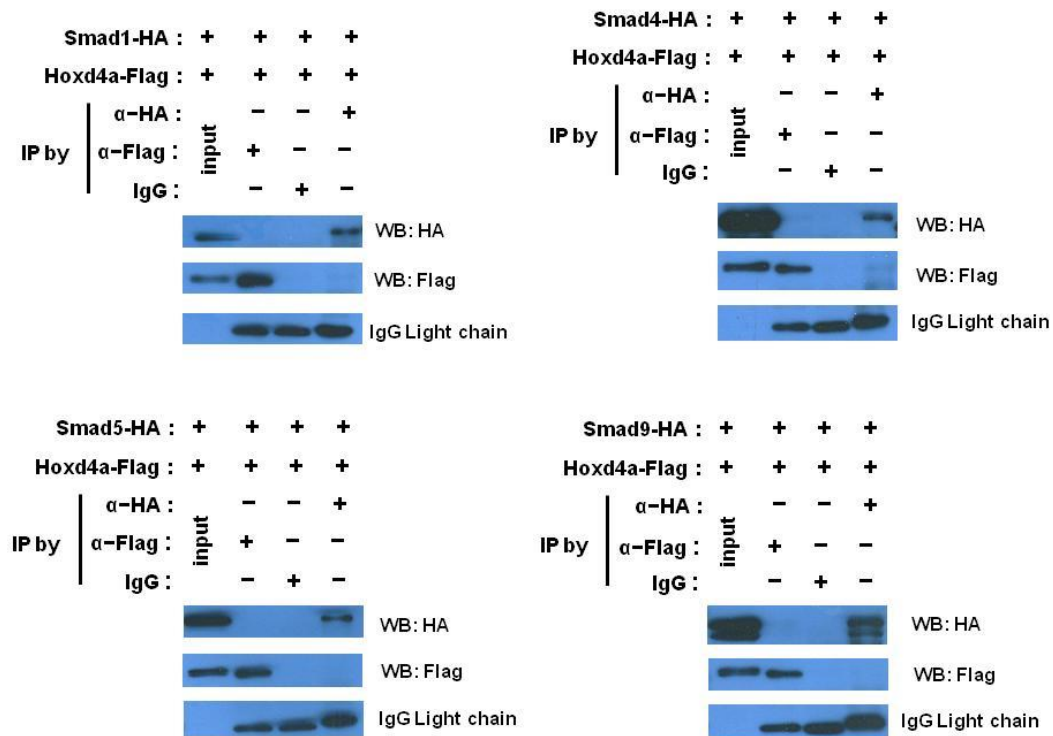 Smad1-HA : + + + +
Hoxd4a-Flag : + + + +
IP by
α-HA : − − +
α-Flag : + − −
IgG : − + −
input
WB: HA
WB: Flag
IgG Light chain
Smad4-HA : + + + +
Hoxd4a-Flag : + + + +
IP by
α-HA : − − +
α-Flag : + − −
IgG : − + −
input
WB: HA
WB: Flag
IgG Light chain
Smad5-HA : + + + +
Hoxd4a-Flag : + + + +
IP by
α-HA : − − +
α-Flag : + − −
IgG : − + −
input
WB: HA
WB: Flag
IgG Light chain
Smad9-HA : + + + +
Hoxd4a-Flag : + + + +
IP by
α-HA : − − +
α-Flag : + − −
IgG : − + −
input
WB: HA
WB: Flag
IgG Light chain